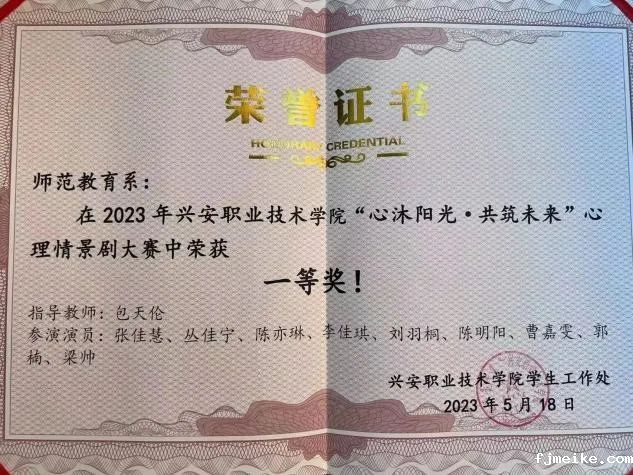 荣誉证书
HONORARY CREDENTIAL
师范教育系：
在2023年兴安职业技术学院“心沐阳光·共筑未来”心
理情景剧大赛中荣获
一等奖！
指导教师：包天伦
参演演员：张佳慧、丛佳宁、陈亦琳、李佳琪、刘羽桐、陈明阳、曹嘉雯、郭
楠、梁帅
兴安职业技术学院学生工作处
2023年5月18日
fjmeike.com